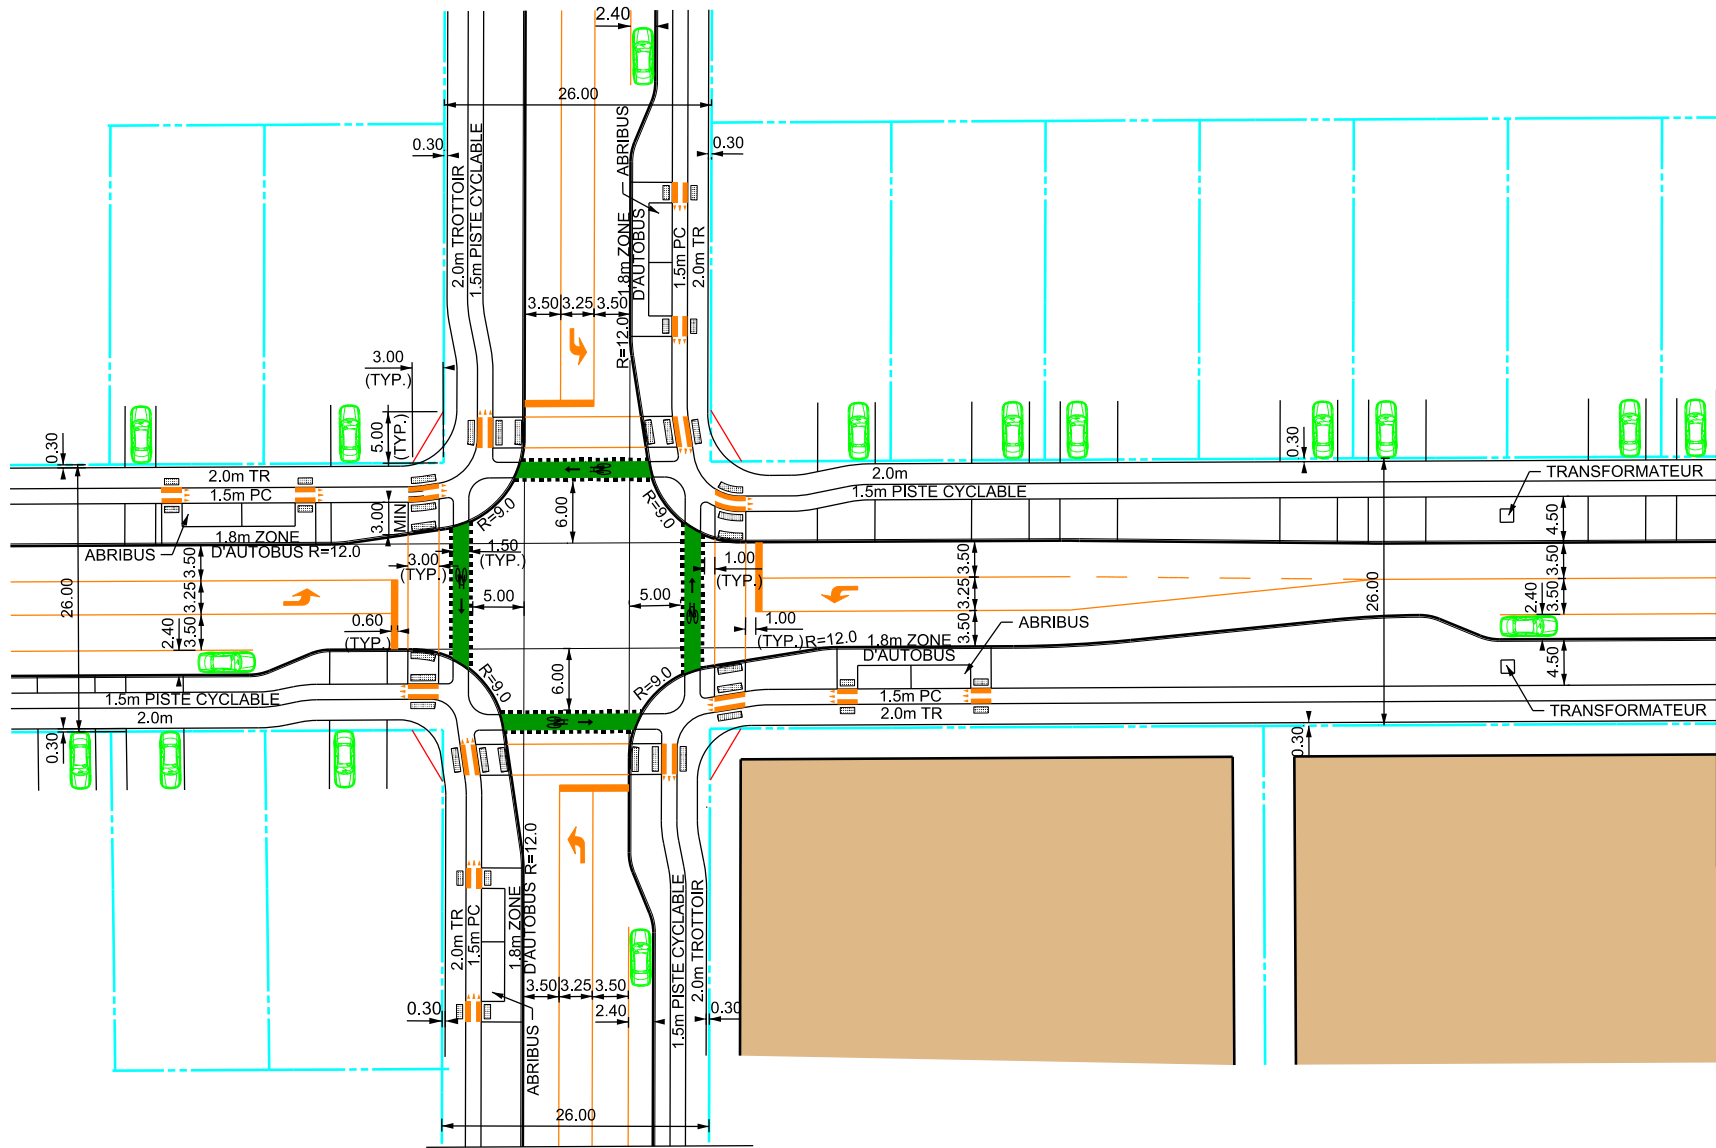 2.40
26.00
0.30
0.30
2.0m TROTTOIR
1.5m PISTE CYCLABLE
ABRIBUS
1.8m ZONE
D'AUTOBUS
R=12.0
1.5m PC
2.0m TR
3.50
3.25
3.50
3.00
(TYP.)
5.00
(TYP.)
0.30
2.0m TR
1.5m PC
3.00
MIN
1.8m ZONE
D'AUTOBUS R=12.0
ABRIBUS
R=9.0
R=9.0
6.00
1.50
(TYP.)
3.00
(TYP.)
1.00
(TYP.)
2.0m
1.5m PISTE CYCLABLE
0.30
TRANSFORMATEUR
4.50
3.50
3.25
3.50
26.00
2.40
0.60
(TYP.)
5.00
5.00
3.50
3.25
3.50
1.00
(TYP.)
R=12.0
1.8m ZONE
D'AUTOBUS
ABRIBUS
26.00
3.50
3.50
2.40
4.50
TRANSFORMATEUR
1.5m PISTE CYCLABLE
2.0m
0.30
R=9.0
R=9.0
6.00
1.5m PC
2.0m TR
0.30
2.0m TR
1.5m PC
1.8m ZONE
D'AUTOBUS R=12.0
ABRIBUS
3.50
3.25
3.50
2.40
1.5m PISTE CYCLABLE
2.0m TROTTOIR
0.30
0.30
26.00